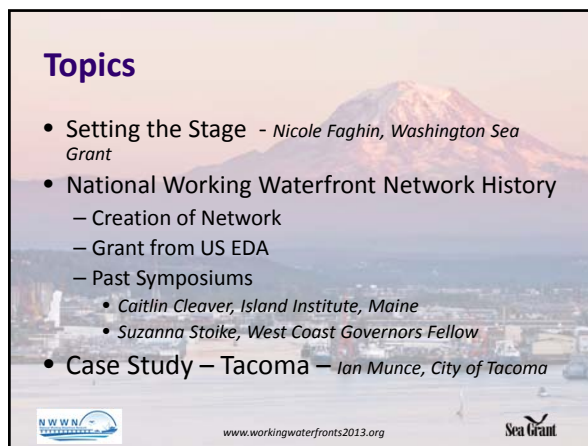 Topics
• Setting the Stage - Nicole Faghin, Washington Sea
Grant
• National Working Waterfront Network History
– Creation of Network
– Grant from US EDA
– Past Symposiums
• Caitlin Cleaver, Island Institute, Maine
• Suzanna Stoike, West Coast Governors Fellow
• Case Study – Tacoma – Ian Munce, City of Tacoma
NWWN
www.workingwaterfronts2013.org
Sea Grant